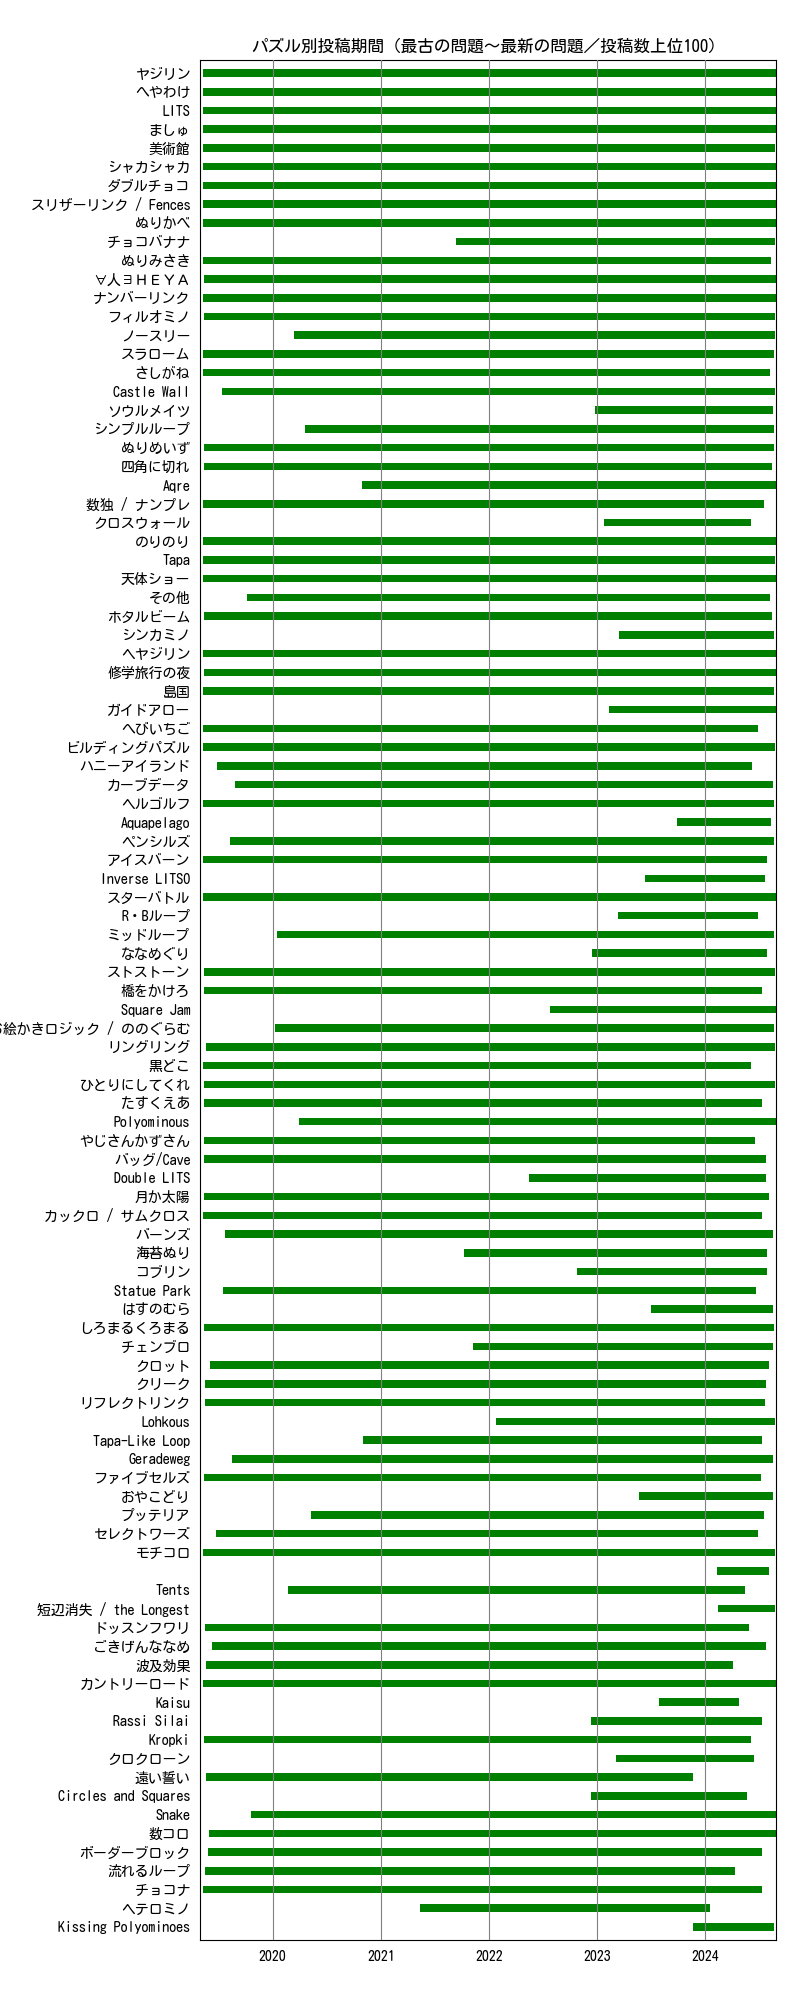 パズル別投稿期間（最古の問題～最新の問題／投稿数上位100）
ヤジリン
へやわけ
LITS
ましゅ
美術館
シャカシャカ
ダブルチョコ
スリザーリンク / Fences
ぬりかべ
チョコバナナ
ぬりみさき
∀人∃ＨＥＹＡ
ナンバーリンク
フィルオミノ
ノースリー
スラローム
さしがね
Castle Wall
ソウルメイツ
シンプルループ
ぬりめいず
四角に切れ
Aqre
数独 / ナンプレ
クロスウォール
のりのり
Tapa
天体ショー
その他
ホタルビーム
シンカミノ
ヘヤジリン
修学旅行の夜
島国
ガイドアロー
へびいちご
ビルディングパズル
ハニーアイランド
カーブデータ
ヘルゴルフ
Aquapelago
ペンシルズ
アイスバーン
Inverse LITSO
スターバトル
R・Bループ
ミッドループ
ななめぐり
ストストーン
橋をかけろ
Square Jam
絵かきロジック / ののぐらむ
リングリング
黒どこ
ひとりにしてくれ
たすくえあ
Polyominous
やじさんかずさん
バッグ/Cave
Double LITS
月か太陽
カックロ / サムクロス
バーンズ
海苔ぬり
コブリン
Statue Park
はすのむら
しろまるくろまる
チェンブロ
クロット
クリーク
リフレクトリンク
Lohkous
Tapa-Like Loop
Geradeweg
ファイブセルズ
おやこどり
プッテリア
セレクトワーズ
モチコロ
Tents
短辺消失 / the Longest
ドッスンフワリ
ごきげんななめ
波及効果
カントリーロード
Kaisu
Rassi Silai
Kropki
クロクローン
遠い誓い
Circles and Squares
Snake
数コロ
ボーダーブロック
流れるループ
チョコナ
ヘテロミノ
Kissing Polyominoes
2020 2021 2022 2023 2024